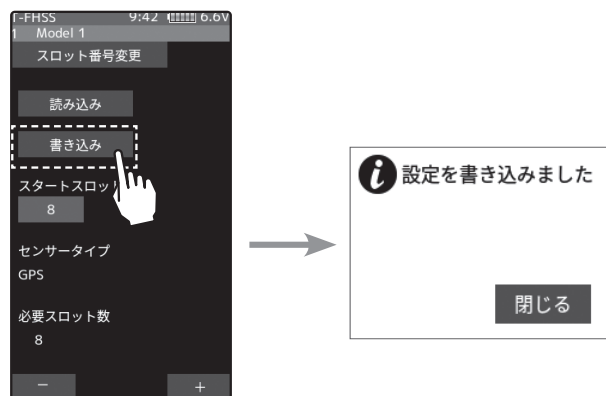 T-FHSS 9:42 6.6V
1 Model 1
スロット番号変更
読み込み
書き込み
スタートスロッ
8
センサータイプ
GPS
必要スロット数
8
− +
設定を書き込みました
閉じる